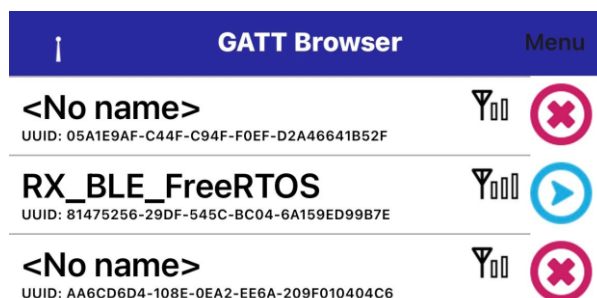 GATT Browser
Menu
<No name>
UUID: 05A1E9AF-C44F-C94F-F0EF-D2A46641B52F
RX_BLE_FreeRTOS
UUID: 81475256-29DF-545C-BC04-6A159ED99B7E
<No name>
UUID: AA6CD6D4-108E-0EA2-EE6A-209F010404C6